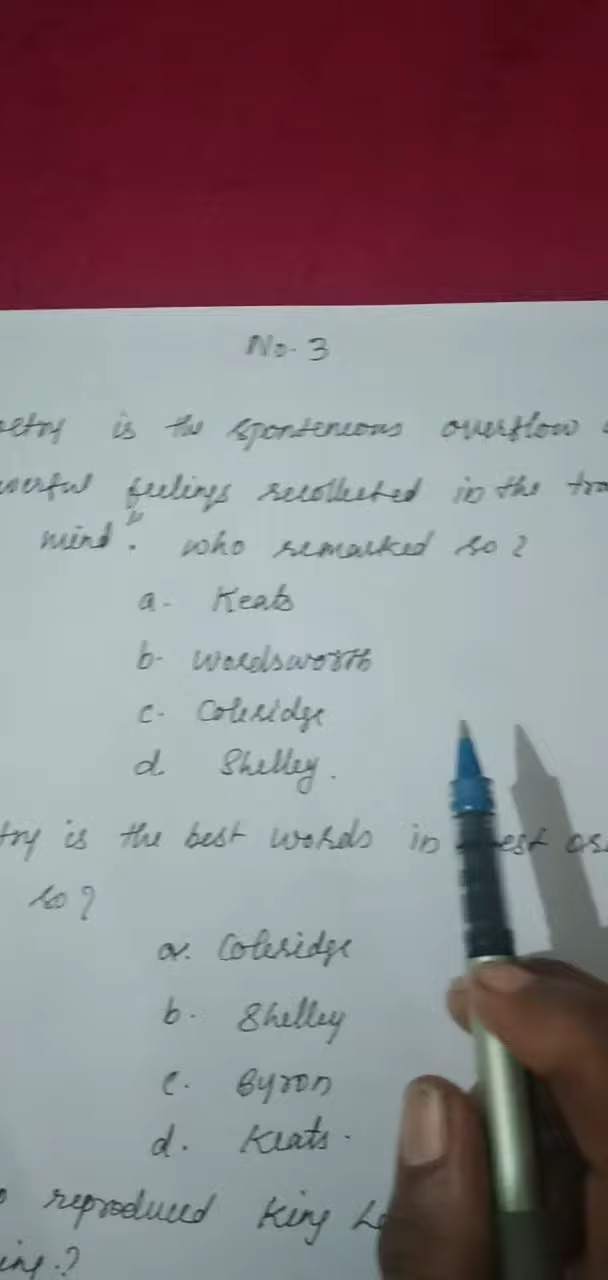 No- 3
is the sponteneous overflow
feelings recollected in the
mind". who remarked so?
a- Keats
b- Wordsworth
c- Coleridge
d. Shelley.
is the best words in
so?
a. Coleridge
b. Shelley
c. Byron
d. Keats.
reproduced King